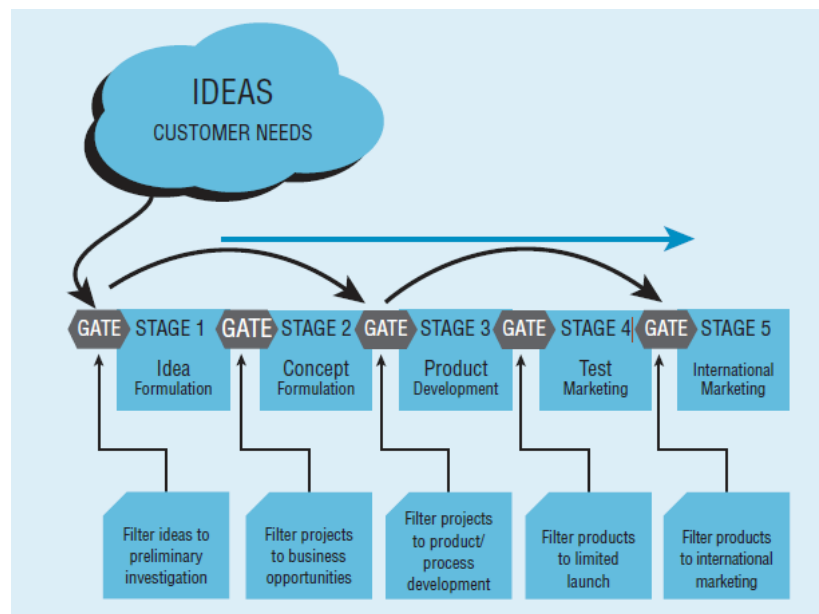 IDEAS
CUSTOMER NEEDS
GATE STAGE 1 GATE STAGE 2 GATE STAGE 3 GATE STAGE 4 GATE STAGE 5
Idea
Formulation
Concept
Formulation
Product
Development
Test
Marketing
International
Marketing
Filter ideas to
preliminary
investigation
Filter projects
to business
opportunities
Filter projects
to product/
process
development
Filter products
to limited
launch
Filter products
to international
marketing